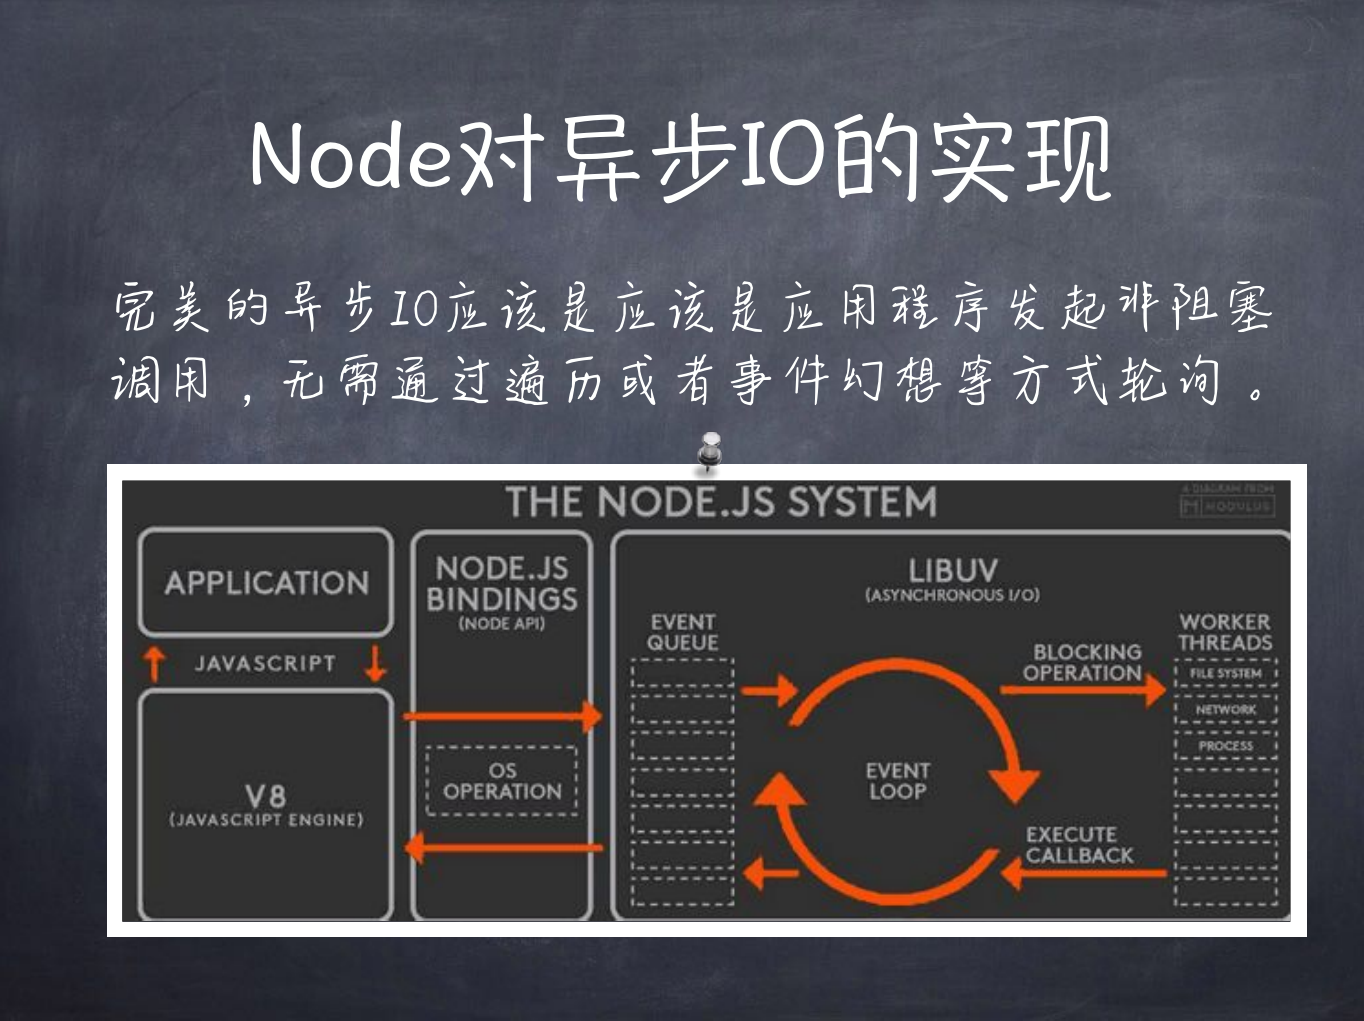 Node对异步IO的实现
完美的异步IO应该是应该是应用程序发起非阻塞
调用，无需通过遍历或者事件幻想等方式轮询。
THE NODE.JS SYSTEM
A DIAGRAM FROM
MODULUS
APPLICATION
JAVASCRIPT
V8
(JAVASCRIPT ENGINE)
NODE.JS
BINDINGS
(NODE API)
OS
OPERATION
LIBUV
(ASYNCHRONOUS I/O)
EVENT
QUEUE
EVENT
LOOP
BLOCKING
OPERATION
EXECUTE
CALLBACK
WORKER
THREADS
FILE SYSTEM
NETWORK
PROCESS